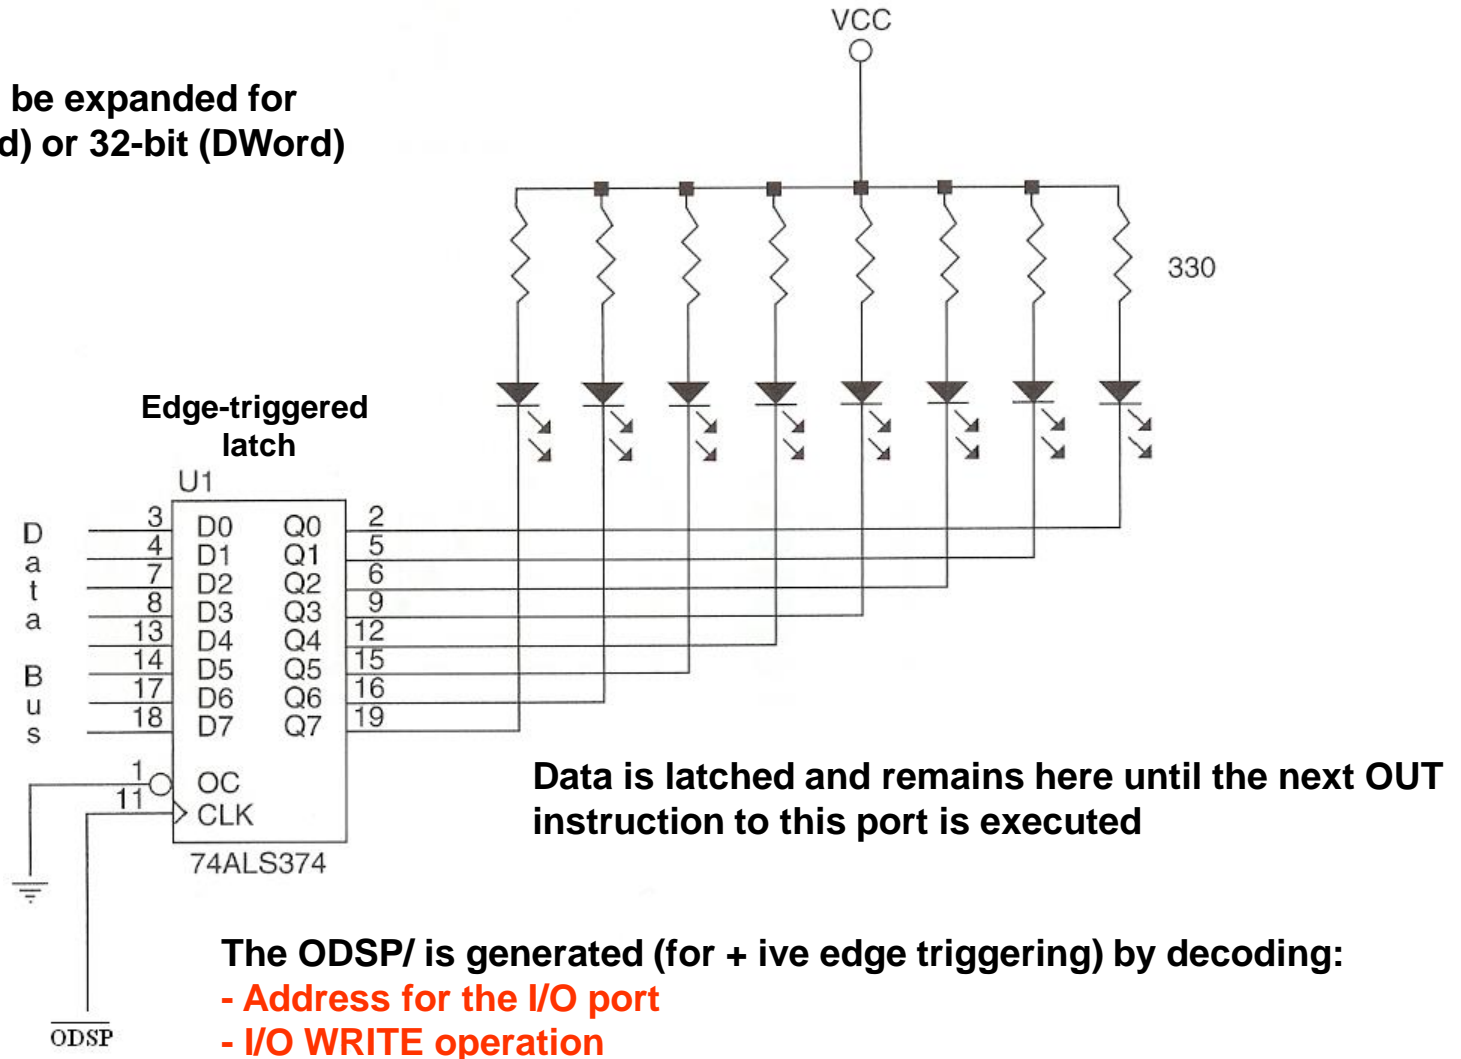 VCC
be expanded for
d) or 32-bit (DWord)
330
Edge-triggered
latch
U1
Data Bus
3 D0 Q0 2
4 D1 Q1 5
7 D2 Q2 6
8 D3 Q3 9
13 D4 Q4 12
14 D5 Q5 15
17 D6 Q6 16
18 D7 Q7 19
1 OC
11 CLK
74ALS374
Data is latched and remains here until the next OUT
instruction to this port is executed
The ODSP/ is generated (for + ive edge triggering) by decoding:
- Address for the I/O port
- I/O WRITE operation
ODSP